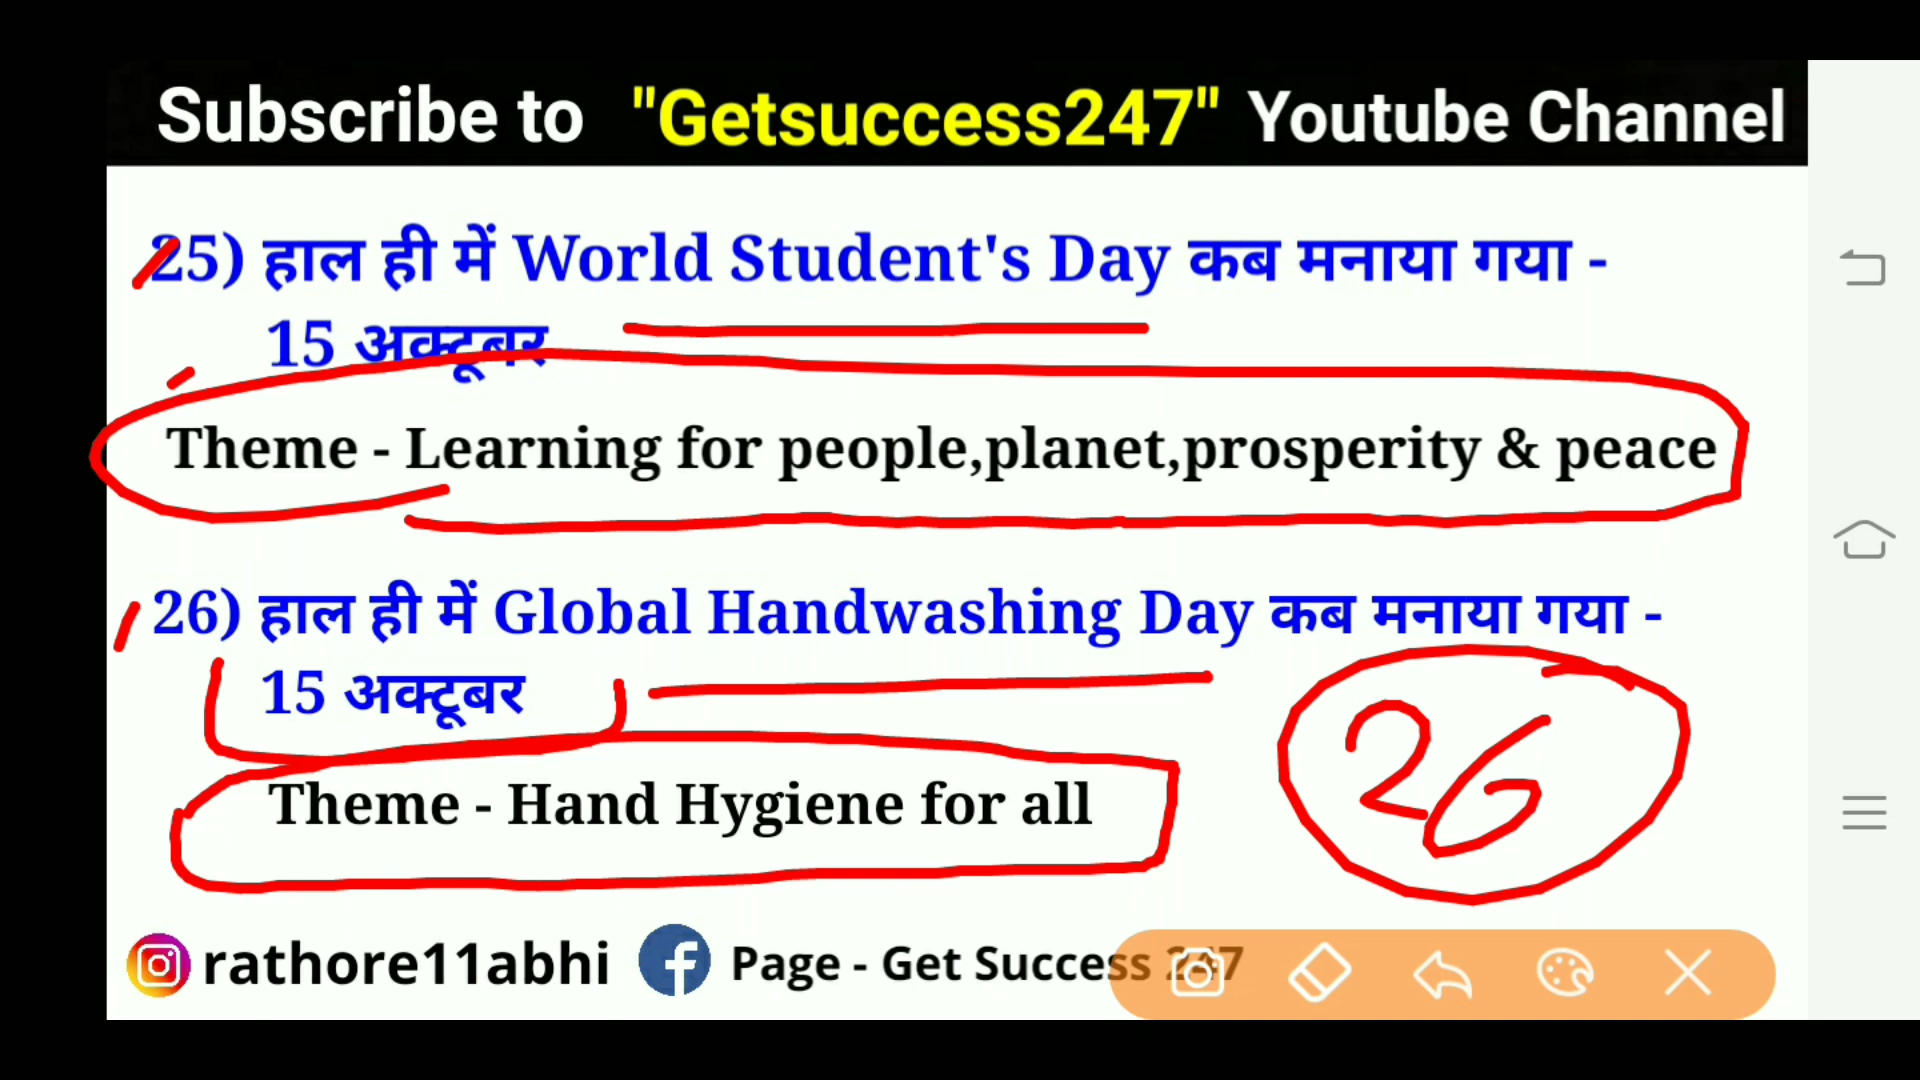 Subscribe to "Getsuccess247" Youtube Channel
25) हाल ही में World Student's Day कब मनाया गया -
15 अक्टूबर
Theme - Learning for people,planet,prosperity & peace
26) हाल ही में Global Handwashing Day कब मनाया गया -
15 अक्टूबर
26
Theme - Hand Hygiene for all
rathore11abhi Page - Get Success 247